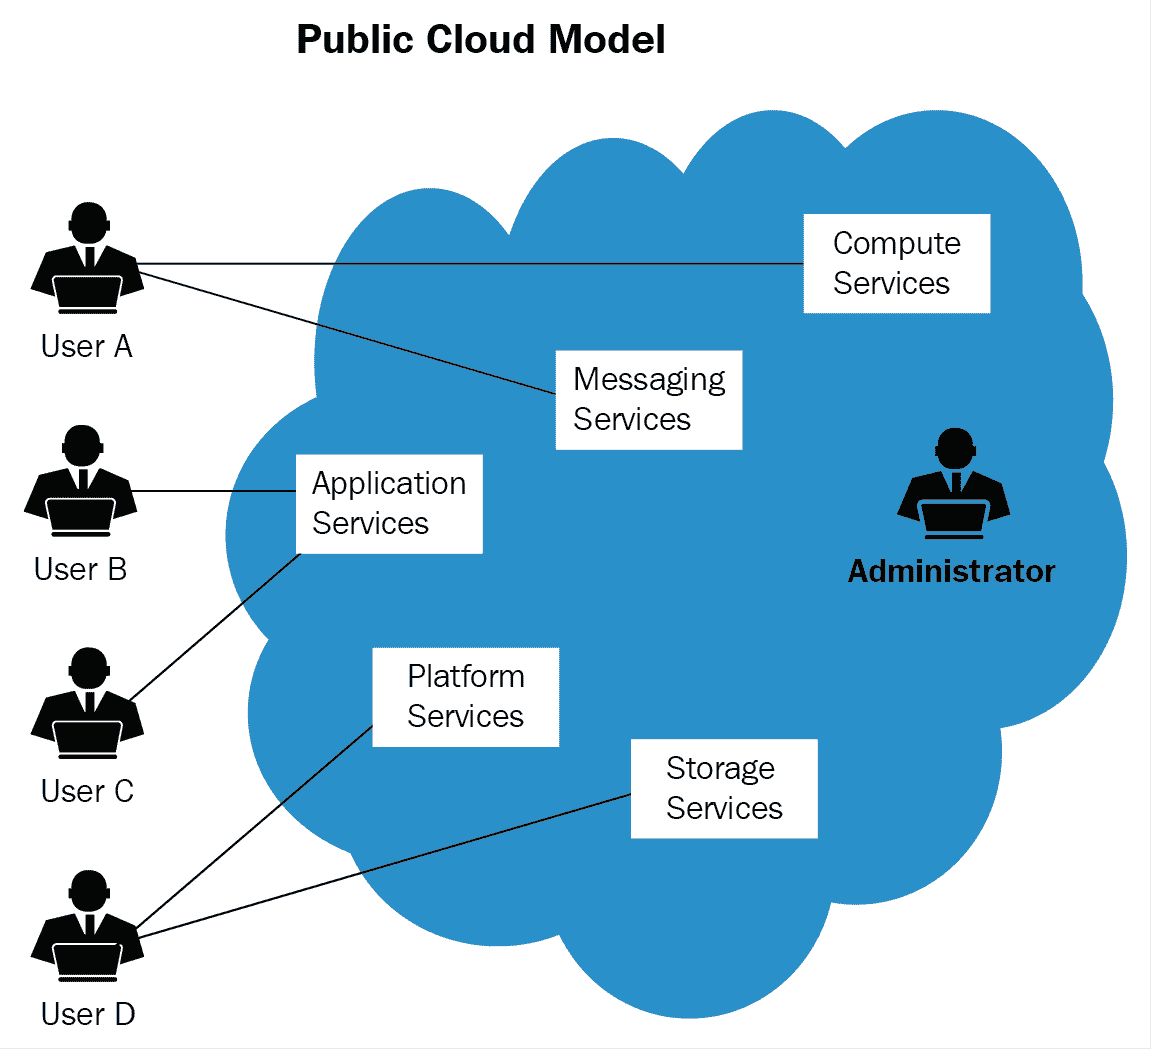 Public Cloud Model
Compute
Services
User A
Messaging
Services
Application
Services
User B
Administrator
Platform
Services
User C
Storage
Services
User D